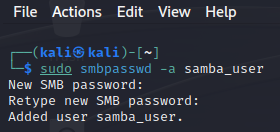 File Actions Edit View Help
┌──(kali㉿kali)-[~]
└─$ sudo smbpasswd -a samba_user
New SMB password:
Retype new SMB password:
Added user samba_user.